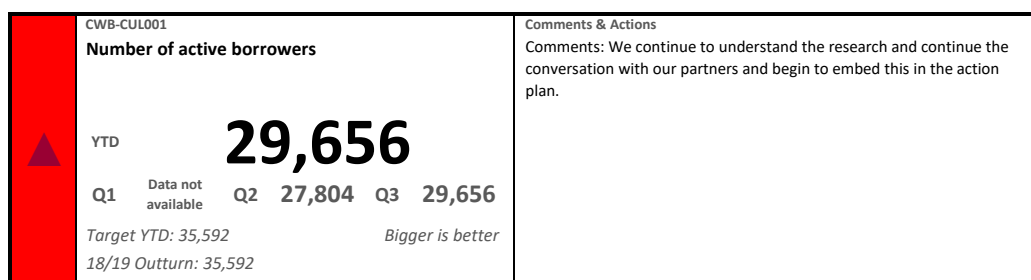 CWB-CUL001
Number of active borrowers
YTD 29,656
Q1 Data not available Q2 27,804 Q3 29,656
Target YTD: 35,592 Bigger is better
18/19 Outturn: 35,592
Comments & Actions
Comments: We continue to understand the research and continue the
conversation with our partners and begin to embed this in the action
plan.